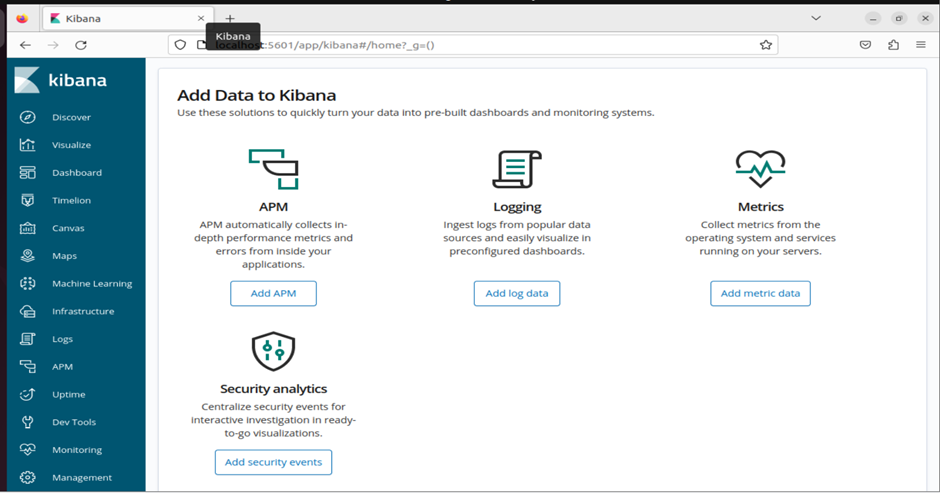 Kibana
Kibana
localhost:5601/app/kibana#/home?_g=()
kibana
Discover
Visualize
Dashboard
Timelion
Canvas
Maps
Machine Learning
Infrastructure
Logs
APM
Uptime
Dev Tools
Monitoring
Management
Add Data to Kibana
Use these solutions to quickly turn your data into pre-built dashboards and monitoring systems.
APM
APM automatically collects in-
depth performance metrics and
errors from inside your
applications.
Add APM
Logging
Ingest logs from popular data
sources and easily visualize in
preconfigured dashboards.
Add log data
Metrics
Collect metrics from the
operating system and services
running on your servers.
Add metric data
Security analytics
Centralize security events for
interactive investigation in ready-
to-go visualizations.
Add security events